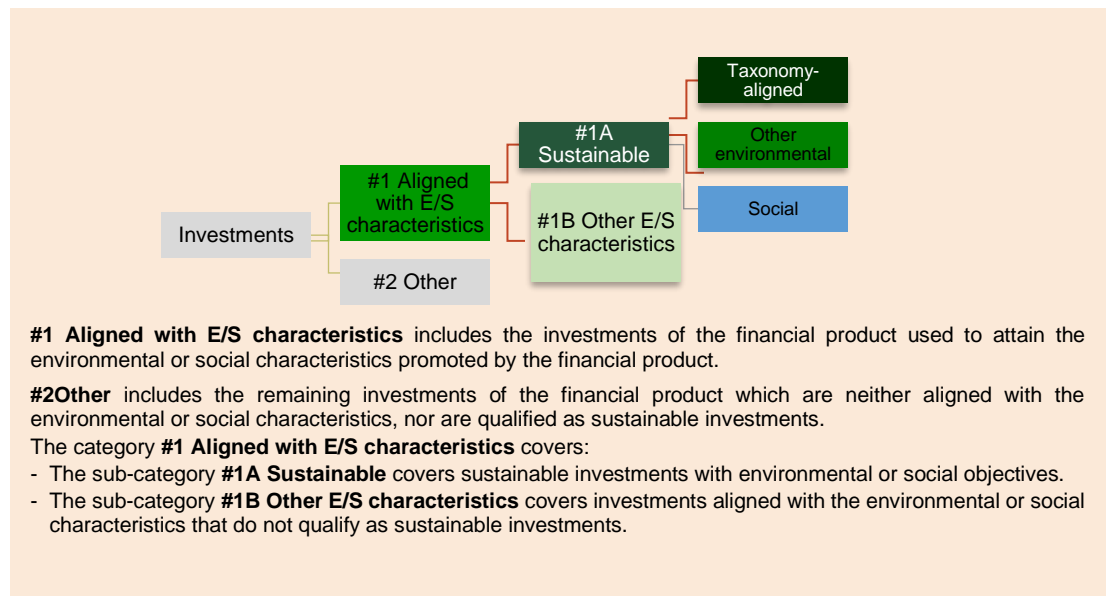 Taxonomy-
aligned
#1A
Sustainable
Other
environmental
#1 Aligned
with E/S
characteristics
Social
#1B Other E/S
characteristics
Investments
#2 Other
#1 Aligned with E/S characteristics includes the investments of the financial product used to attain the
environmental or social characteristics promoted by the financial product.
#2Other includes the remaining investments of the financial product which are neither aligned with the
environmental or social characteristics, nor are qualified as sustainable investments.
The category #1 Aligned with E/S characteristics covers:
- The sub-category #1A Sustainable covers sustainable investments with environmental or social objectives.
- The sub-category #1B Other E/S characteristics covers investments aligned with the environmental or social
characteristics that do not qualify as sustainable investments.